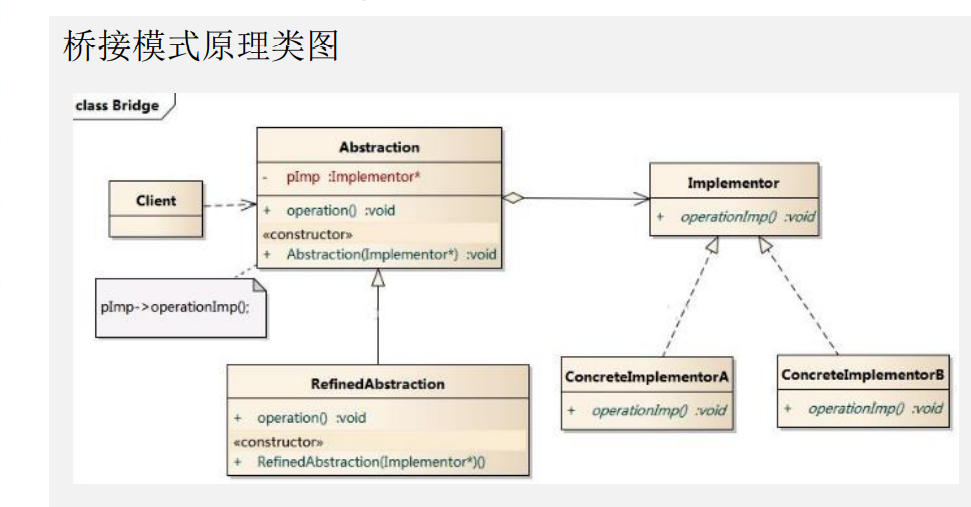 桥接模式原理类图
class Bridge
Client
Abstraction
- pImp :Implementor*
+ operation() :void
«constructor»
+ Abstraction(Implementor*) :void
Implementor
+ operationImp() :void
pImp->operationImp();
RefinedAbstraction
+ operation() :void
«constructor»
+ RefinedAbstraction(Implementor*)()
ConcreteImplementorA
+ operationImp() :void
ConcreteImplementorB
+ operationImp() :void